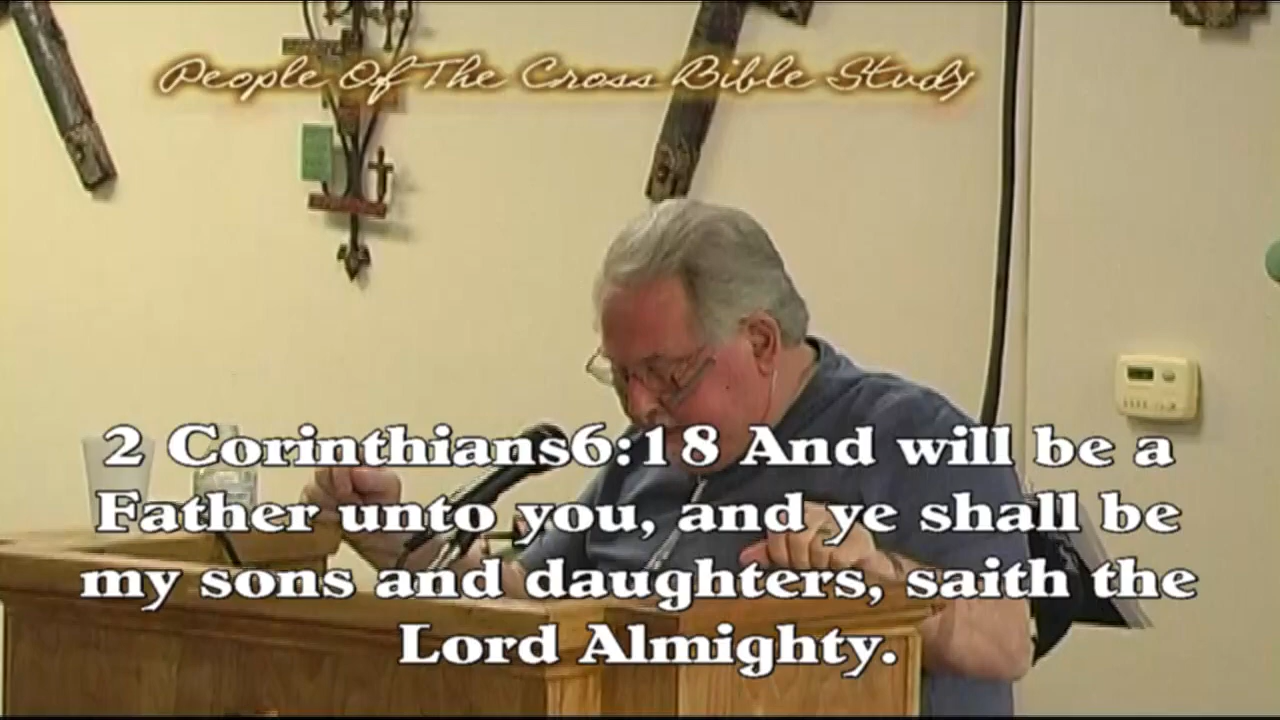 People Of The Cross Bible Study
2 Corinthians6:18 And will be a
Father unto you, and ye shall be
my sons and daughters, saith the
Lord Almighty.